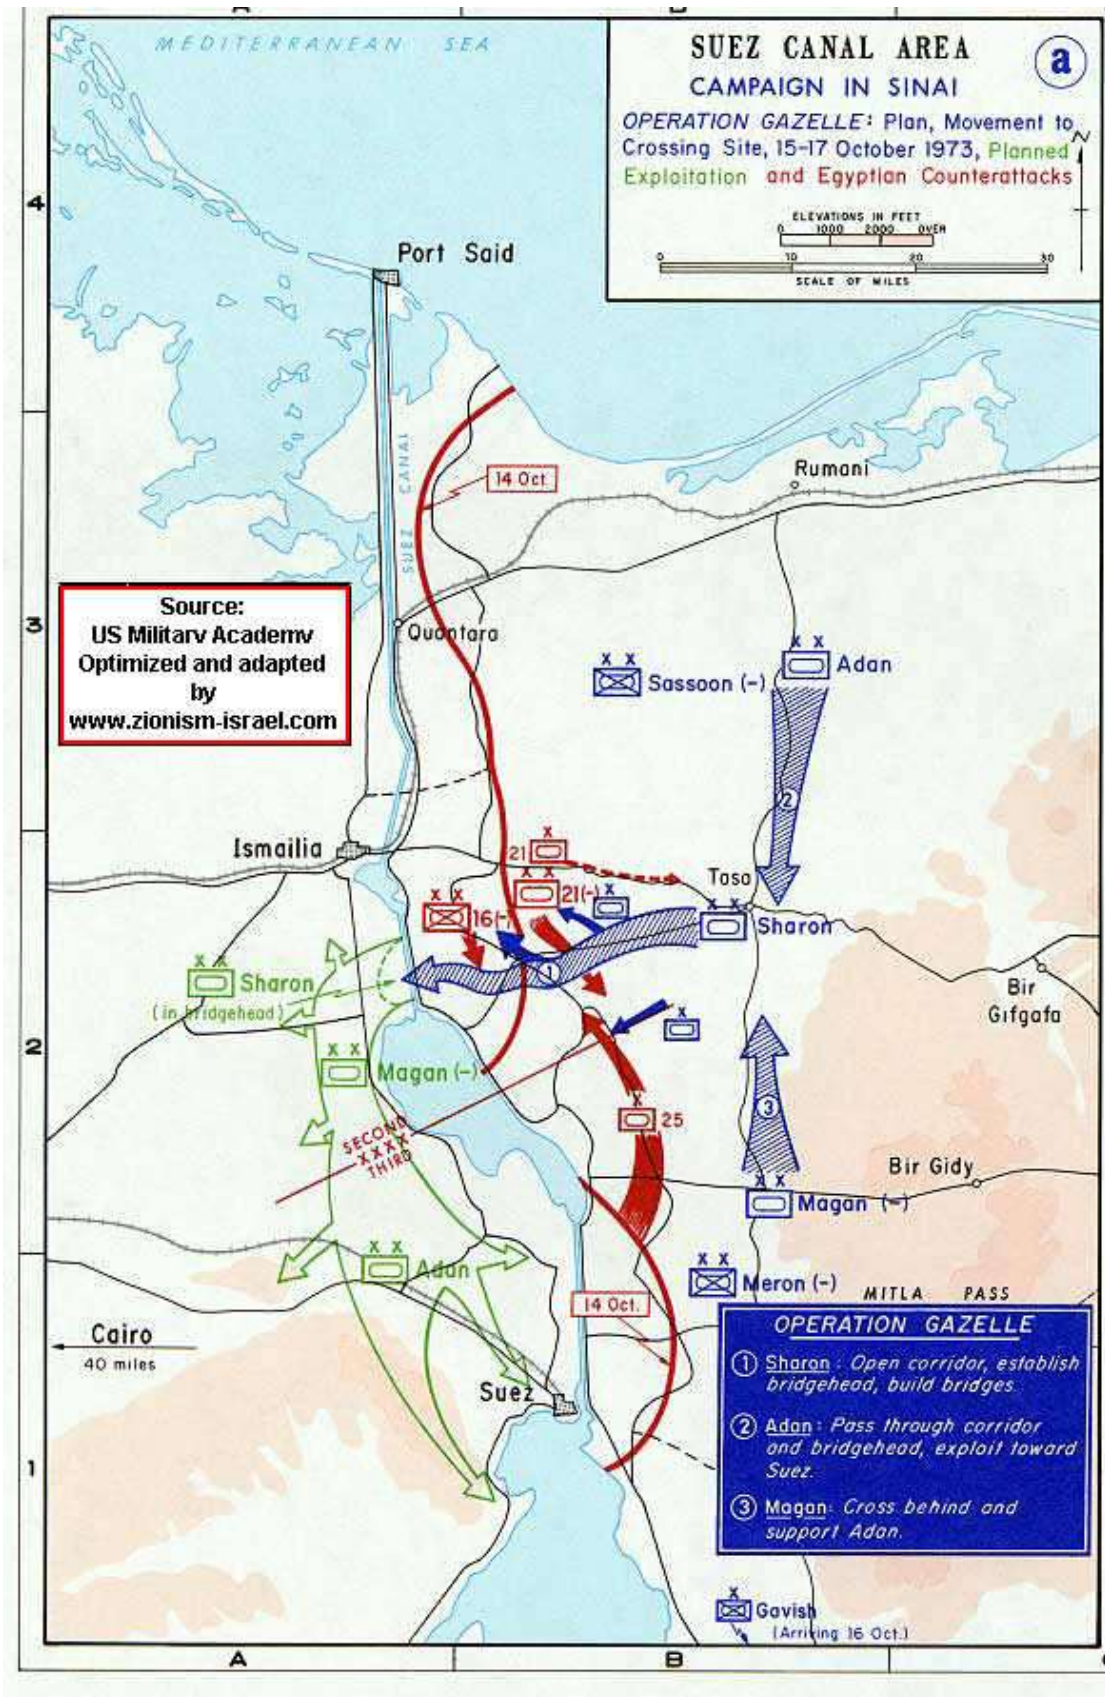 A
B
MEDITERRANEAN SEA
SUEZ CANAL AREA
a
CAMPAIGN IN SINAI
OPERATION GAZELLE: Plan, Movement to
Crossing Site, 15-17 October 1973, Planned
Exploitation and Egyptian Counterattacks
N
ELEVATIONS IN FEET
0 1000 2000 OVER
0 10 20 30
SCALE OF MILES
4
Port Said
SUEZ CANAL
14 Oct.
Rumani
3
Source:
US Military Academy
Optimized and adapted
by
www.zionism-israel.com
Quantara
X X
Adan
X X
Sassoon (-)
2
Ismailia
X
21
X X
21(-)
X
Tasa
X X
16(-)
X X
Sharon
1
X X
Sharon
(in bridgehead)
Bir
Gifgafa
2
X X
Magan (-)
X
X
25
3
SECOND
XXXX
THIRD
Bir Gidy
X X
Magan (-)
X X
Adan
X X
Meron (-)
MITLA PASS
14 Oct.
Cairo
40 miles
Suez
1
OPERATION GAZELLE
1 Sharon: Open corridor, establish
bridgehead, build bridges.
2 Adan: Pass through corridor
and bridgehead, exploit toward
Suez.
3 Magan: Cross behind and
support Adan.
X
Gavish
(Arriving 16 Oct.)
A
B